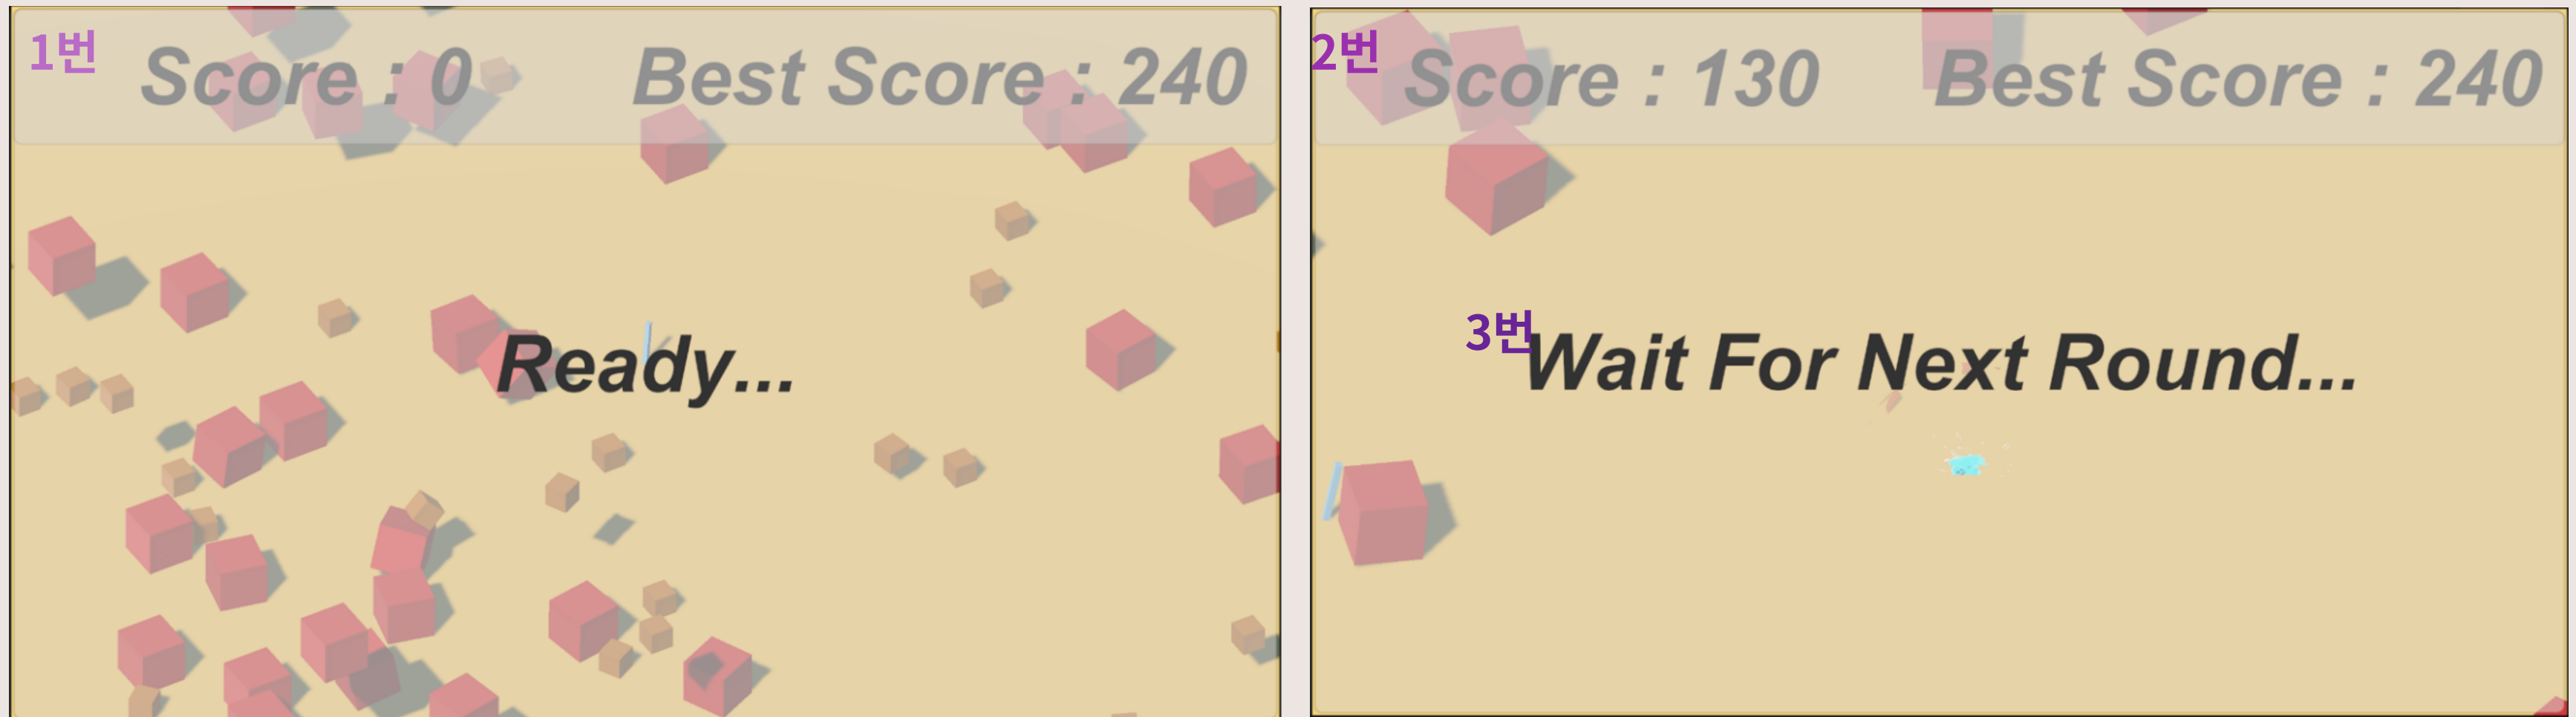 1번
Score : 0 Best Score : 240
Ready...
2번
Score : 130 Best Score : 240
3번
Wait For Next Round...